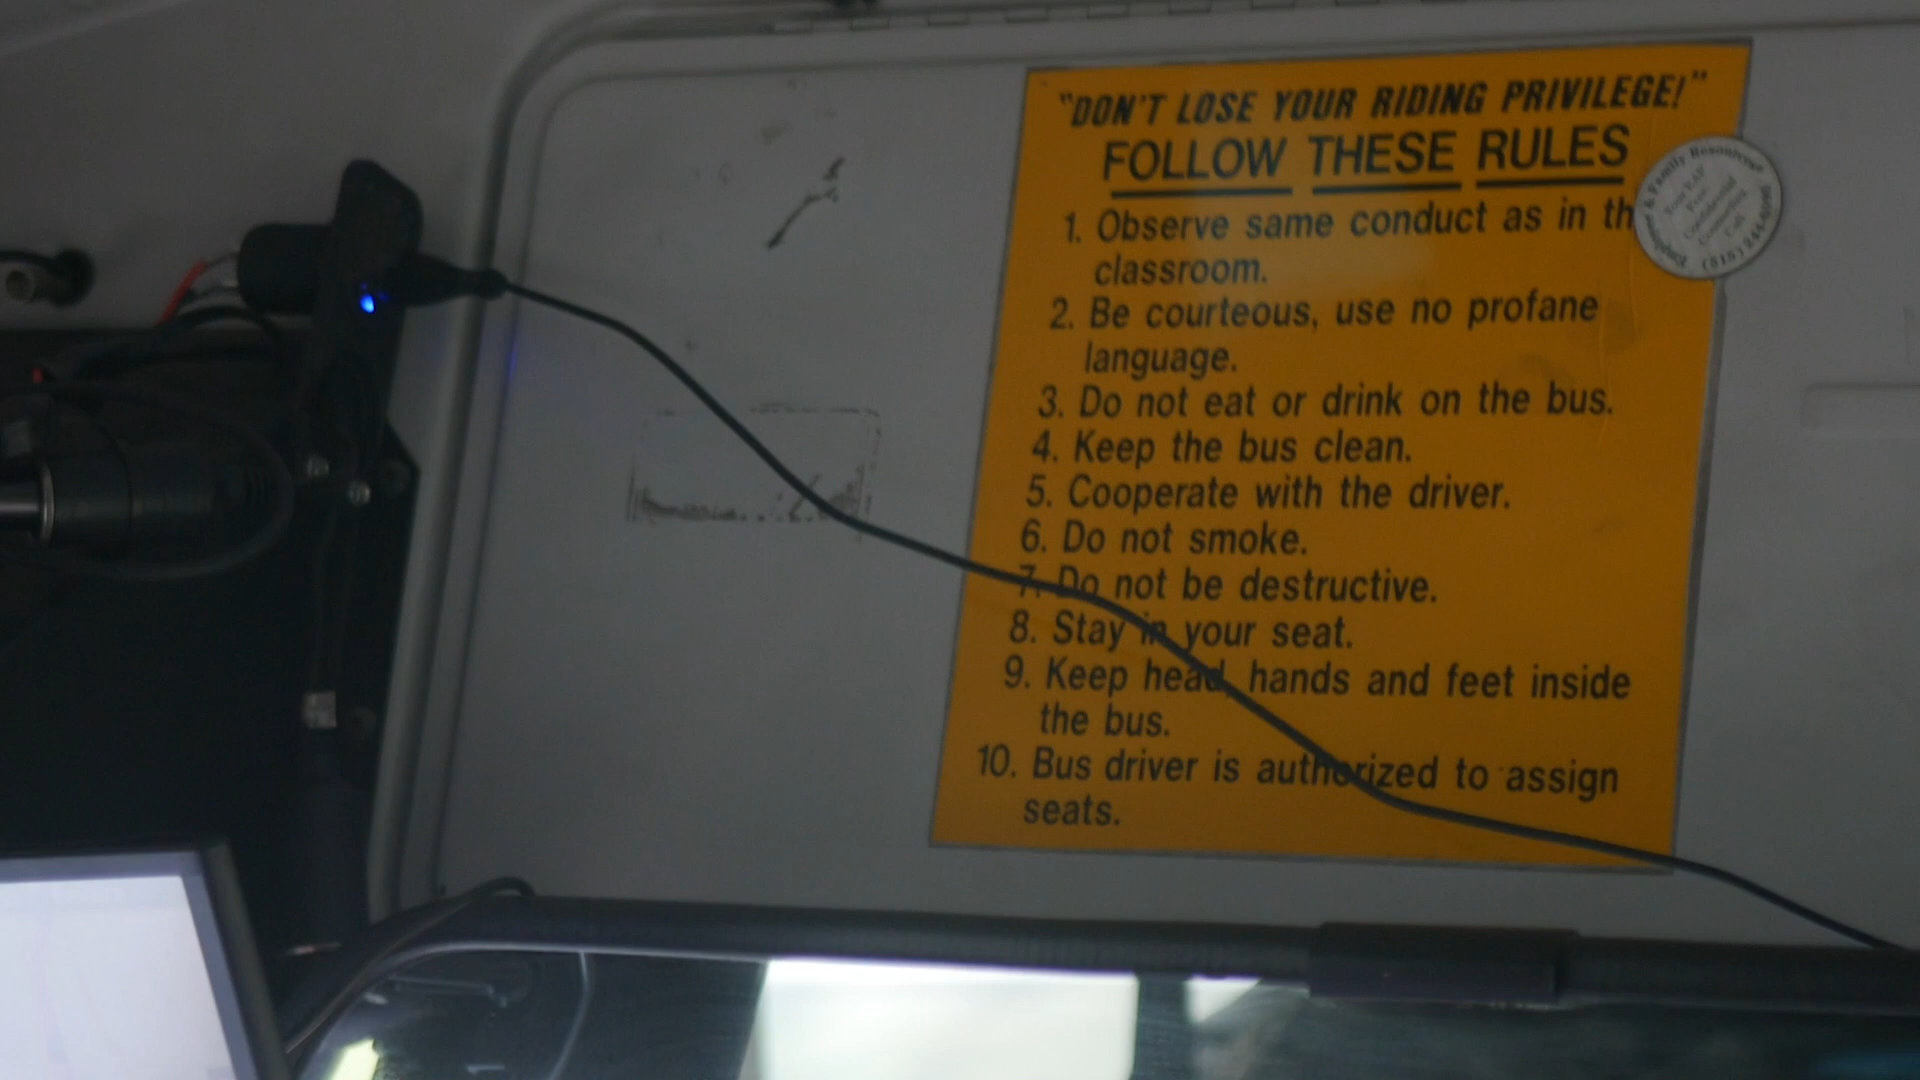 "DON'T LOSE YOUR RIDING PRIVILEGE!"
FOLLOW THESE RULES
1. Observe same conduct as in th
classroom.
2. Be courteous, use no profane
language.
3. Do not eat or drink on the bus.
4. Keep the bus clean.
5. Cooperate with the driver.
6. Do not smoke.
7. Do not be destructive.
8. Stay in your seat.
9. Keep head, hands and feet inside
the bus.
10. Bus driver is authorized to assign
seats.
& Family Resources